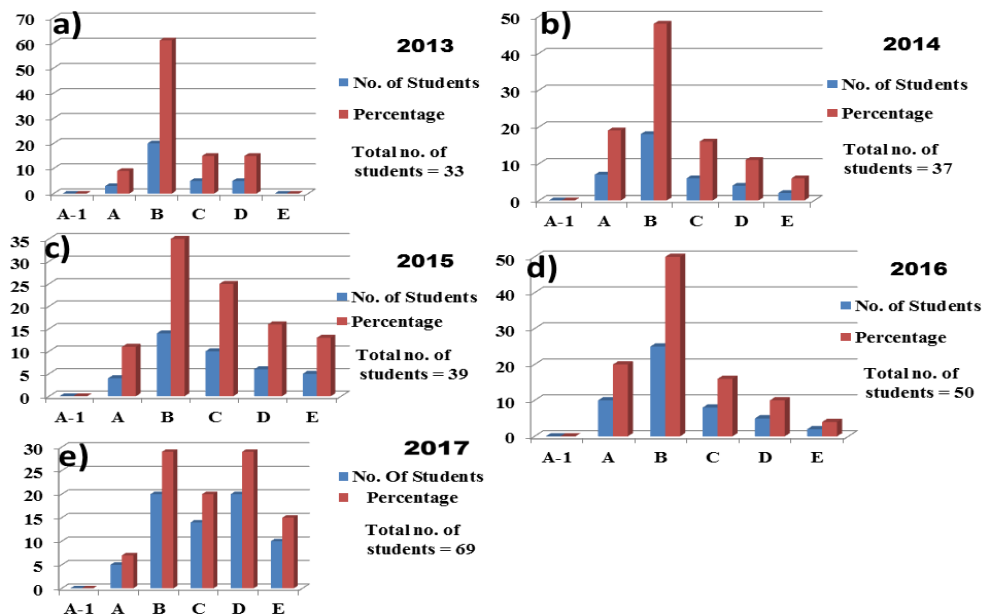 a)
2013
70
60
50
40
30
20
10
0
No. of Students
Percentage
Total no. of
students = 33
A-1 A B C D E
b)
2014
50
40
30
20
10
0
No. of Students
Percentage
Total no. of
students = 37
A-1 A B C D E
c)
2015
35
30
25
20
15
10
5
0
No. of Students
Percentage
Total no. of
students = 39
A-1 A B C D E
d)
2016
50
40
30
20
10
0
No. of Students
Percentage
Total no. of
students = 50
A-1 A B C D E
e)
2017
30
25
20
15
10
5
0
No. Of Students
Percentage
Total no. of
students = 69
A-1 A B C D E